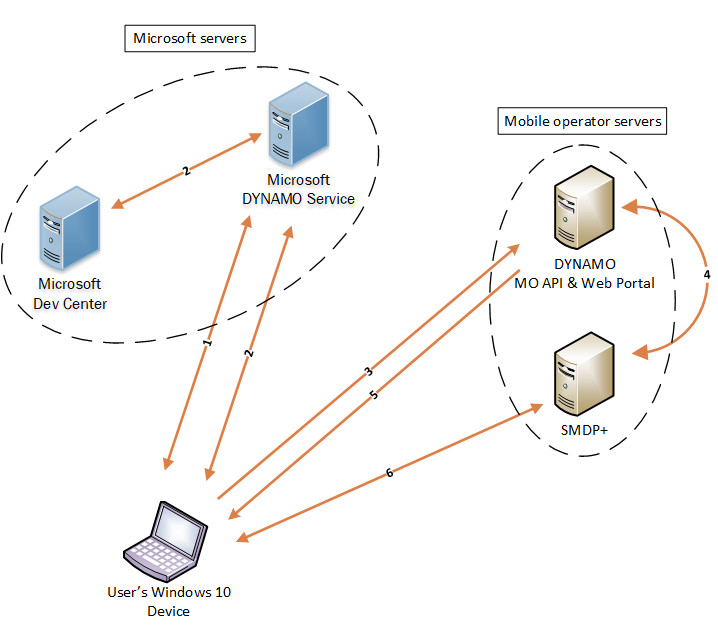 Microsoft servers
Mobile operator servers
2
Microsoft
DYNAMO Service
Microsoft
Dev Center
DYNAMO
MO API & Web Portal
4
1
2
3
5
SMDP+
6
User's Windows 10
Device